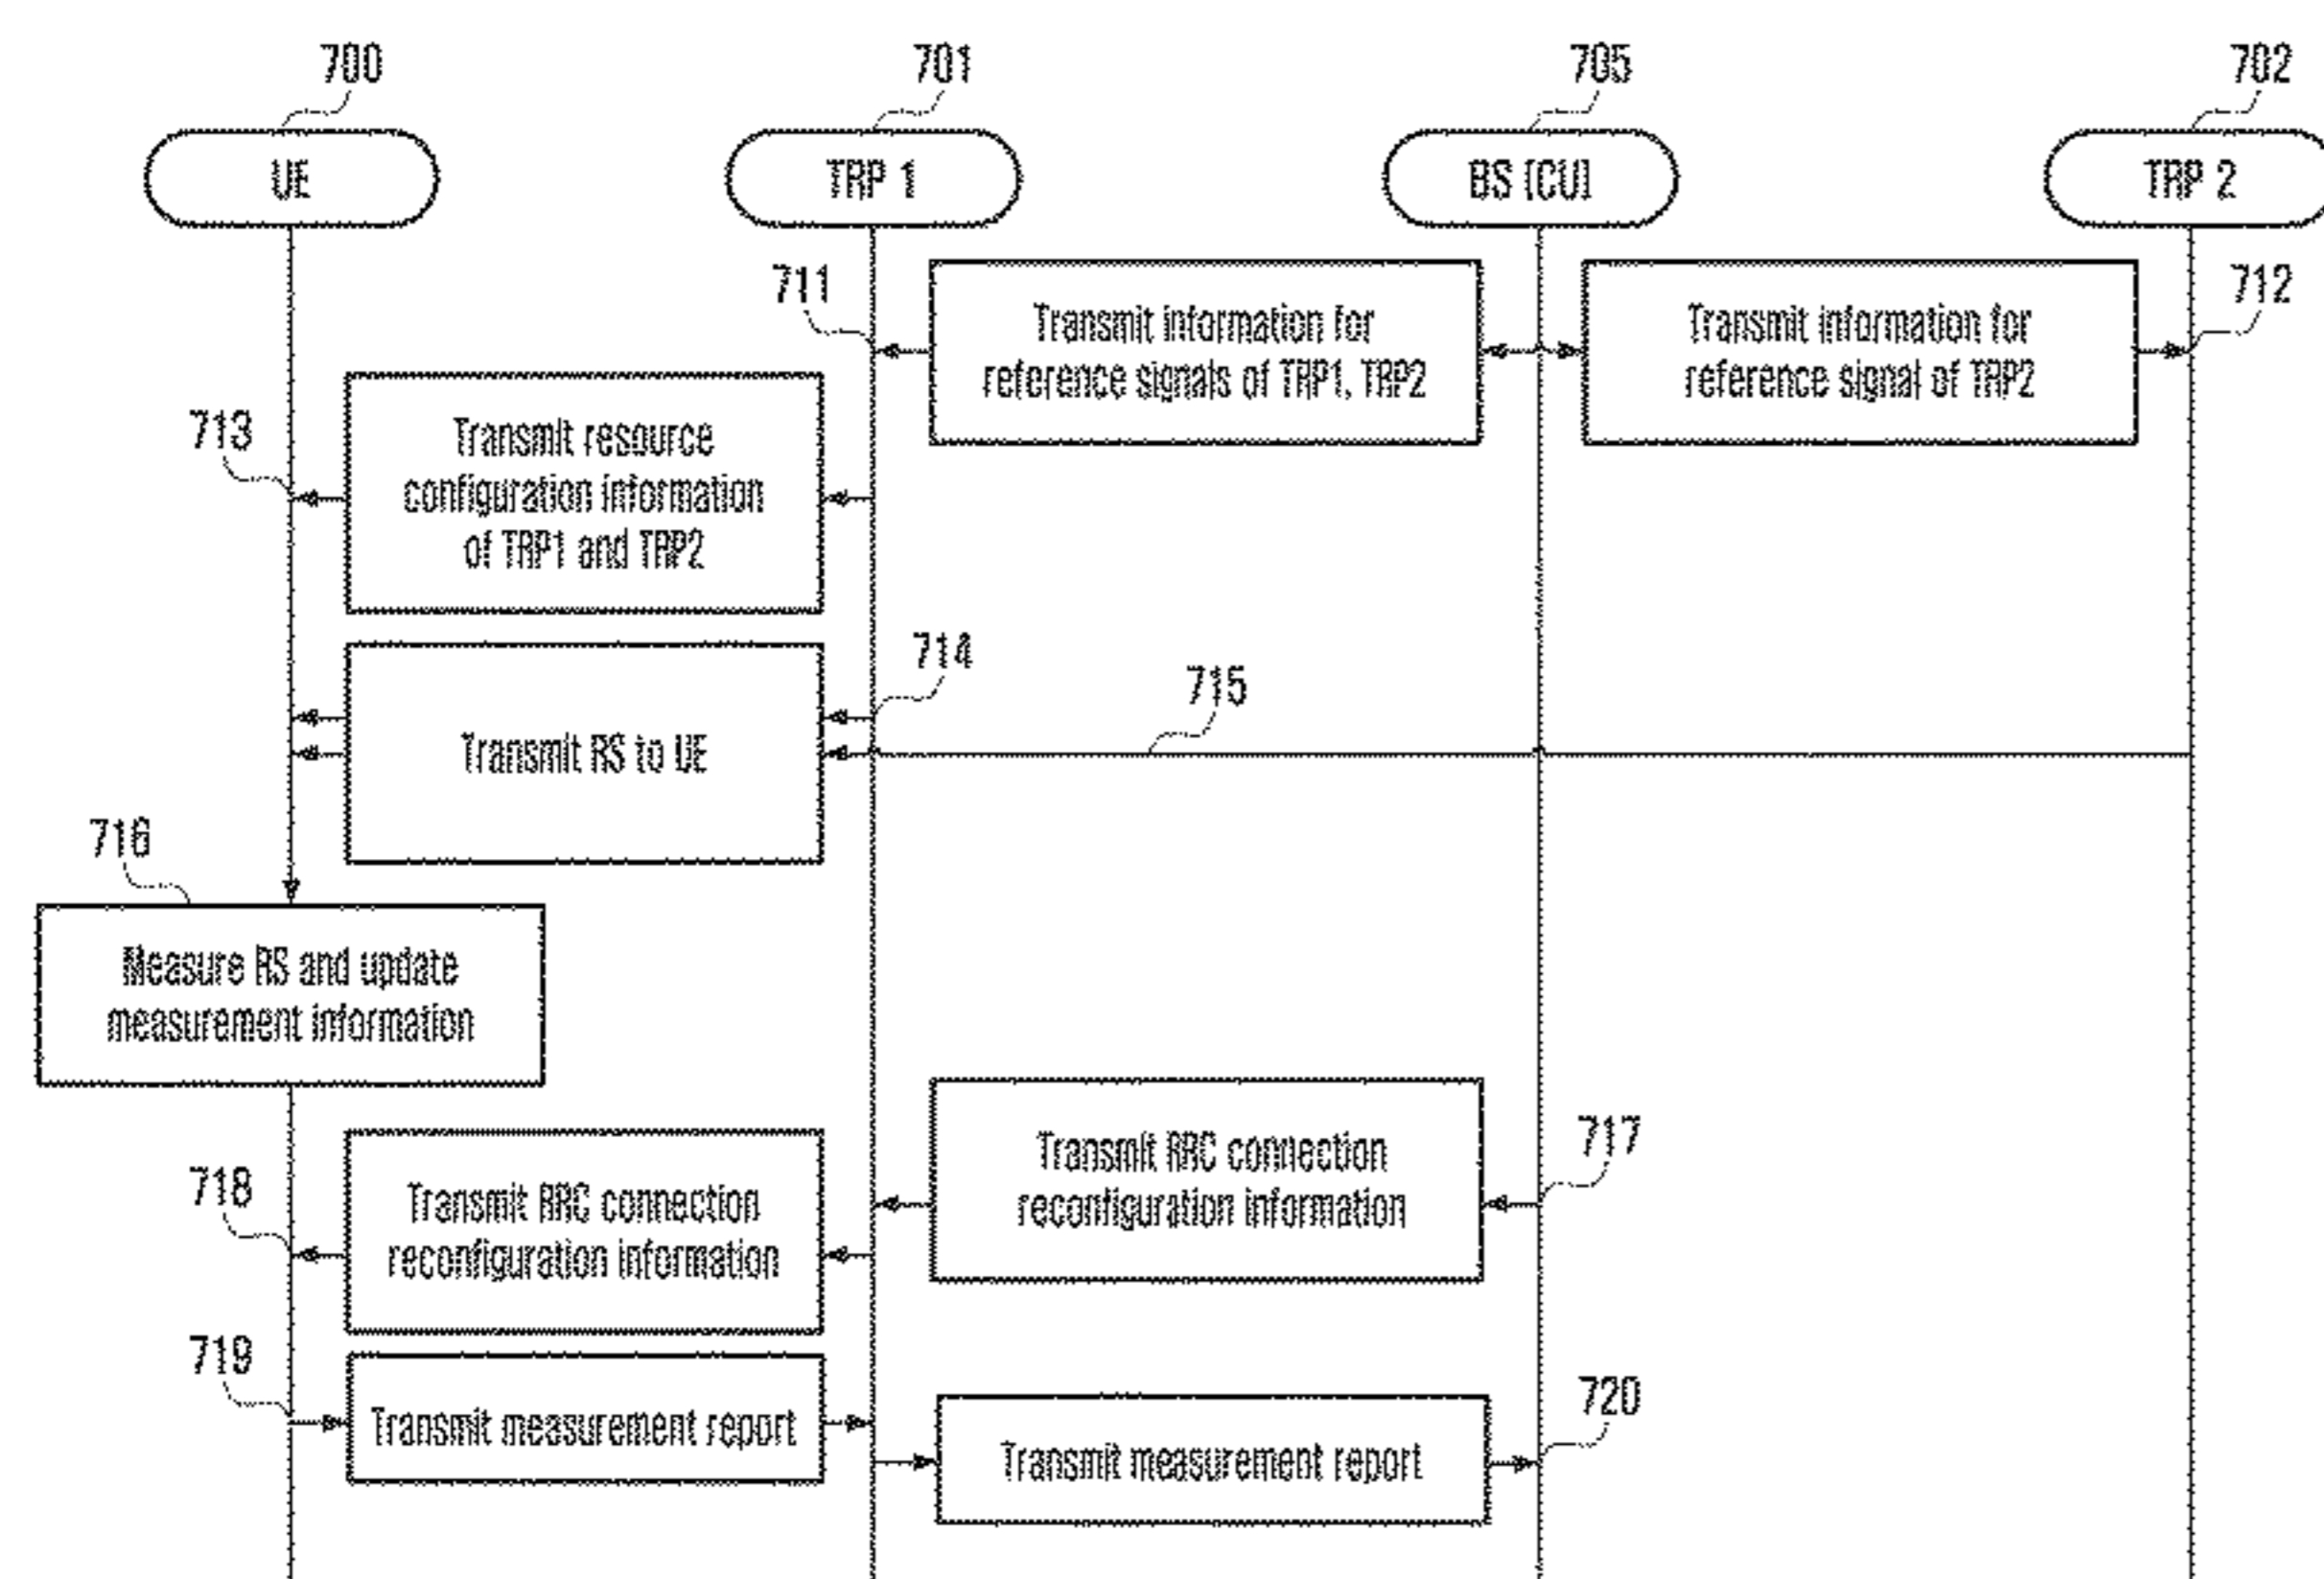 700
701
705
702
UE
TRP 1
BS (CU)
TRP 2
711
Transmit information for
reference signals of TRP1, TRP2
Transmit information for
reference signal of TRP2
712
713
Transmit resource
configuration information
of TRP1 and TRP2
714
715
Transmit RS to UE
716
Measure RS and update
measurement information
717
Transmit RRC connection
reconfiguration information
718
Transmit RRC connection
reconfiguration information
719
Transmit measurement report
720
Transmit measurement report